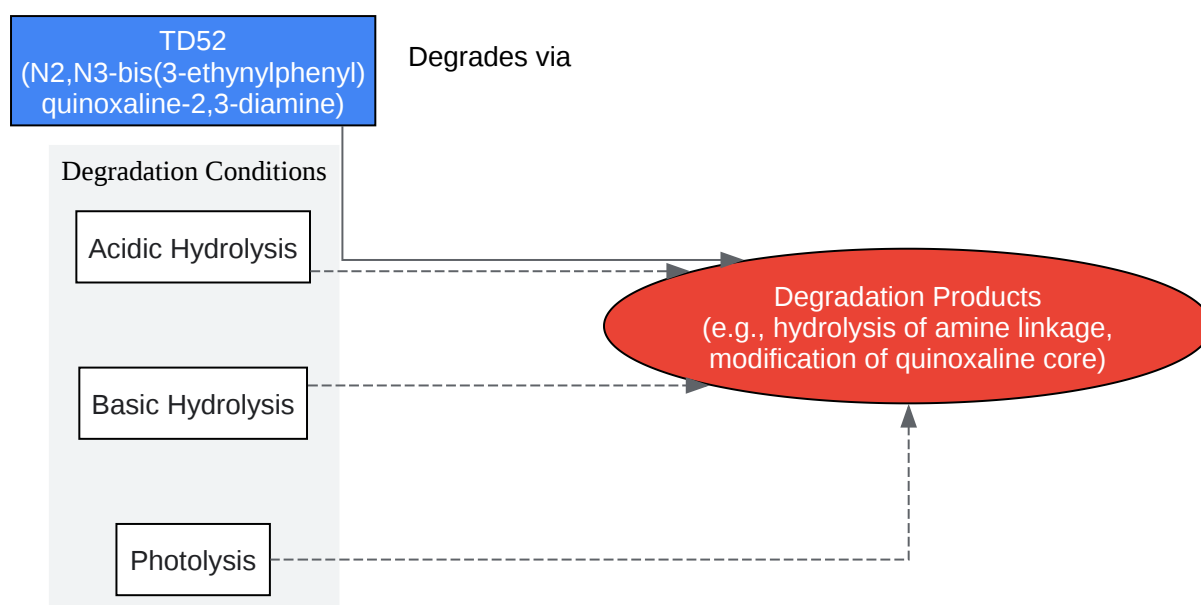 TD52
(N2,N3-bis(3-ethynylphenyl)
quinoxaline-2,3-diamine)
Degrades via
Degradation Conditions
Acidic Hydrolysis
Basic Hydrolysis
Photolysis
Degradation Products
(e.g., hydrolysis of amine linkage,
modification of quinoxaline core)